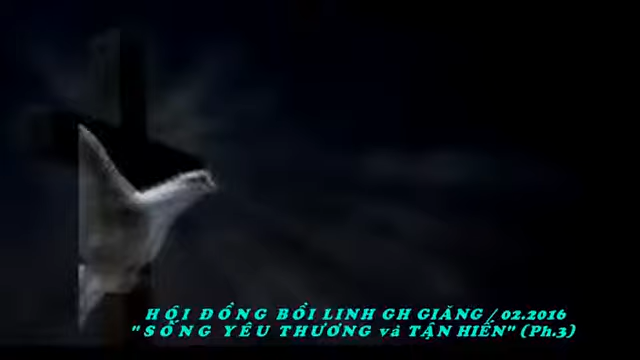 HỘI ĐỒNG BỒI LINH GH GIĂNG / 02.2016
"SỐNG YÊU THƯƠNG và TẬN HIẾN" (Ph.3)